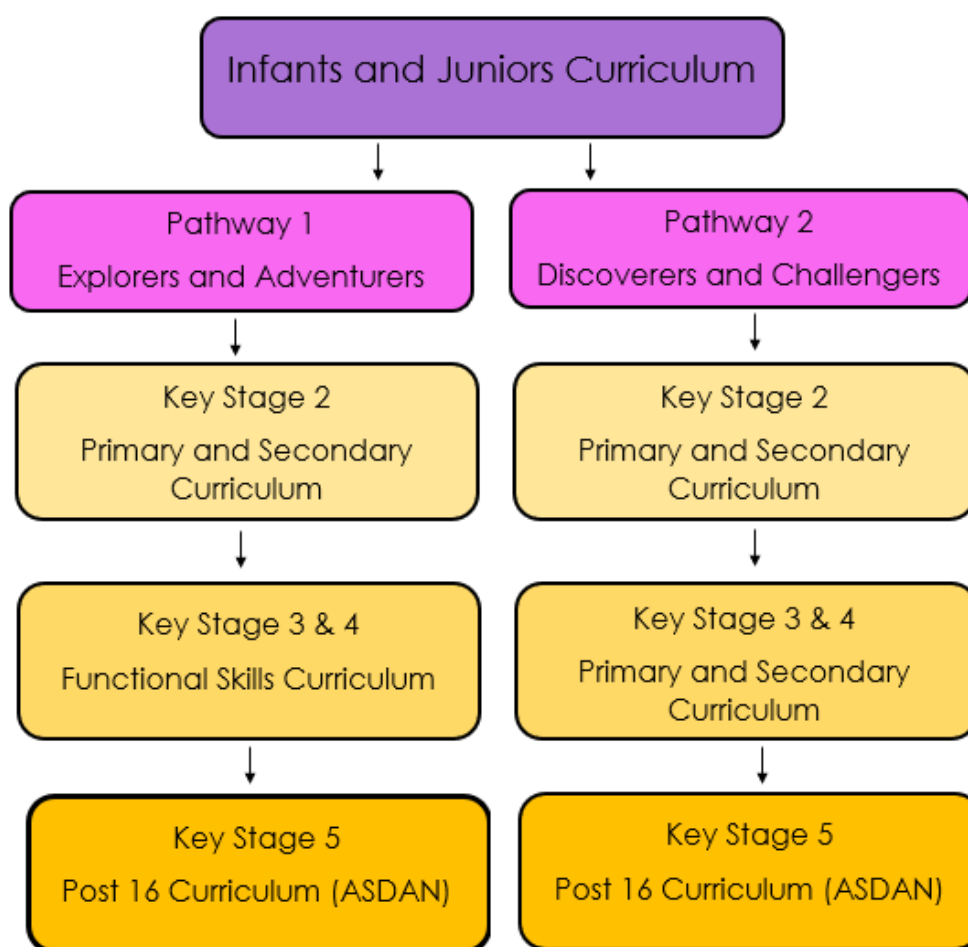 Infants and Juniors Curriculum
Pathway 1
Explorers and Adventurers
Pathway 2
Discoverers and Challengers
Key Stage 2
Primary and Secondary
Curriculum
Key Stage 2
Primary and Secondary
Curriculum
Key Stage 3 & 4
Functional Skills Curriculum
Key Stage 3 & 4
Primary and Secondary
Curriculum
Key Stage 5
Post 16 Curriculum (ASDAN)
Key Stage 5
Post 16 Curriculum (ASDAN)